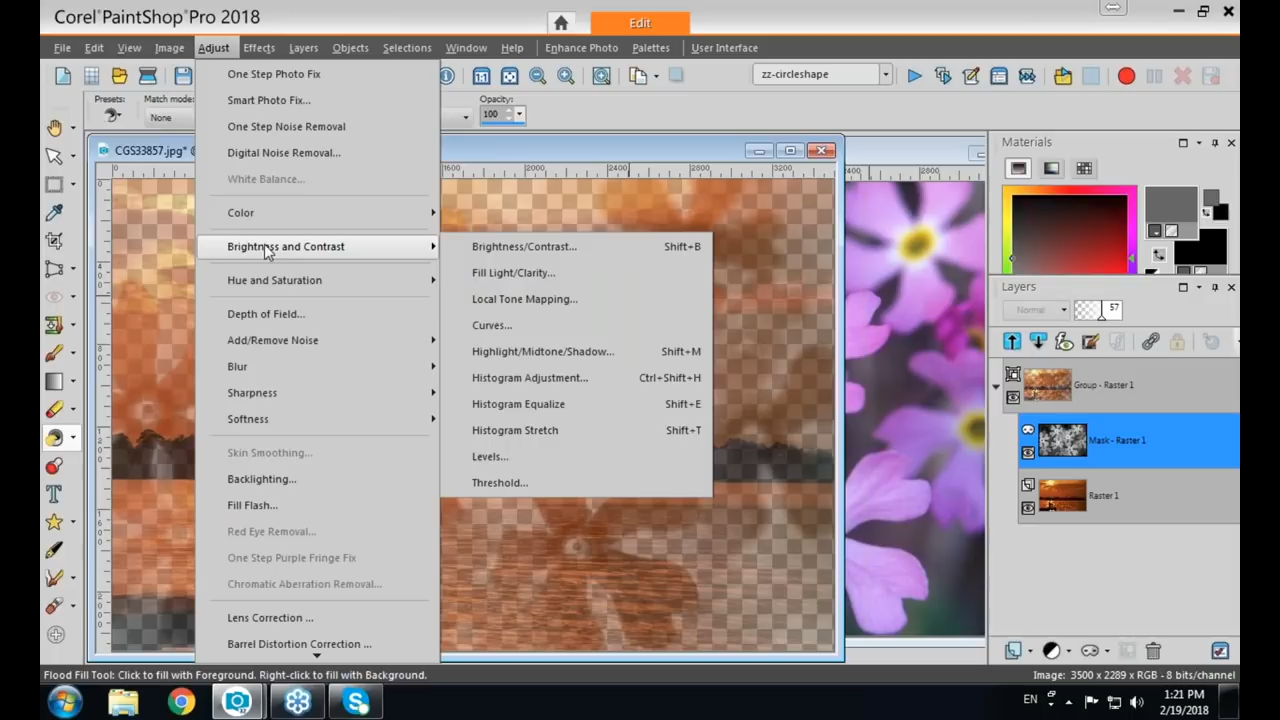 Corel® PaintShop® Pro 2018
Edit
File Edit View Image Adjust Effects Layers Objects Selections Window Help Enhance Photo Palettes User Interface
zz-circleshape
Presets: Match mode: Opacity:
None 100
CGS33857.jpg*
0 1600 2000 2400 2800 3200 2400 2800
One Step Photo Fix
Smart Photo Fix...
One Step Noise Removal
Digital Noise Removal...
White Balance...
Color
Brightness and Contrast
Hue and Saturation
Depth of Field...
Add/Remove Noise
Blur
Sharpness
Softness
Skin Smoothing...
Backlighting...
Fill Flash...
Red Eye Removal...
One Step Purple Fringe Fix
Chromatic Aberration Removal...
Lens Correction ...
Barrel Distortion Correction ...
Brightness/Contrast... Shift+B
Fill Light/Clarity...
Local Tone Mapping...
Curves...
Highlight/Midtone/Shadow... Shift+M
Histogram Adjustment... Ctrl+Shift+H
Histogram Equalize Shift+E
Histogram Stretch Shift+T
Levels...
Threshold...
Materials
Layers
Normal 57
Group - Raster 1
Mask - Raster 1
Raster 1
Flood Fill Tool: Click to fill with Foreground. Right-click to fill with Background.
Image: 3500 x 2289 x RGB - 8 bits/channel
EN
1:21 PM
2/19/2018